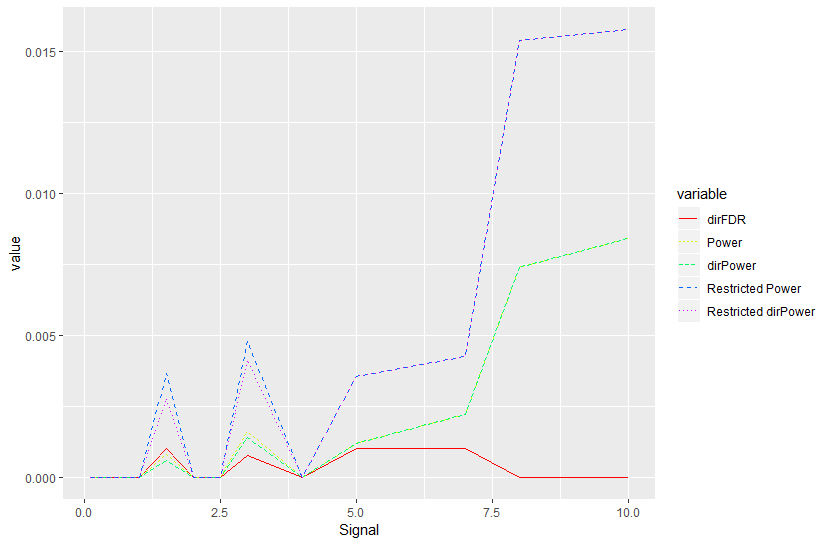 0.015
0.010
0.005
0.000
value
0.0
2.5
5.0
7.5
10.0
Signal
variable
dirFDR
Power
dirPower
Restricted Power
Restricted dirPower